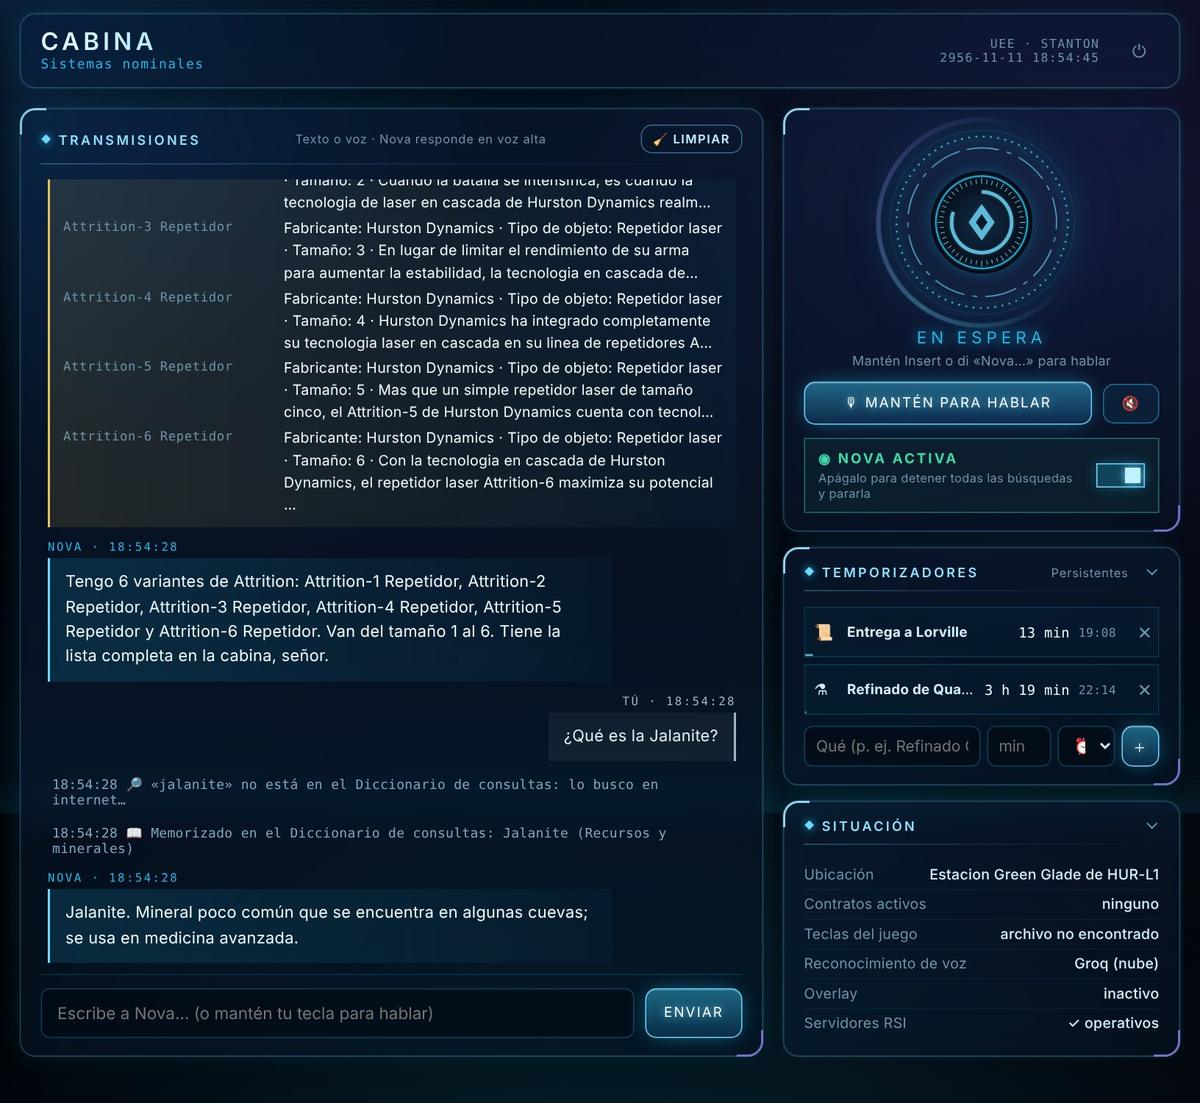 CABINA
Sistemas nominales
UEE · STANTON
2956-11-11 18:54:45
TRANSMISIONES
Texto o voz · Nova responde en voz alta
LIMPIAR
· Tamaño: 2 · Cuando la batalla se intensifica, es cuando la
tecnologia de laser en cascada de Hurston Dynamics realm...
Attrition-3 Repetidor
Fabricante: Hurston Dynamics · Tipo de objeto: Repetidor laser
· Tamaño: 3 · En lugar de limitar el rendimiento de su arma
para aumentar la estabilidad, la tecnologia en cascada de...
Attrition-4 Repetidor
Fabricante: Hurston Dynamics · Tipo de objeto: Repetidor laser
· Tamaño: 4 · Hurston Dynamics ha integrado completamente
su tecnologia laser en cascada en su linea de repetidores A...
Attrition-5 Repetidor
Fabricante: Hurston Dynamics · Tipo de objeto: Repetidor laser
· Tamaño: 5 · Mas que un simple repetidor laser de tamaño
cinco, el Attrition-5 de Hurston Dynamics cuenta con tecnol...
Attrition-6 Repetidor
Fabricante: Hurston Dynamics · Tipo de objeto: Repetidor laser
· Tamaño: 6 · Con la tecnologia en cascada de Hurston
Dynamics, el repetidor laser Attrition-6 maximiza su potencial
...
NOVA · 18:54:28
Tengo 6 variantes de Attrition: Attrition-1 Repetidor, Attrition-2
Repetidor, Attrition-3 Repetidor, Attrition-4 Repetidor, Attrition-5
Repetidor y Attrition-6 Repetidor. Van del tamaño 1 al 6. Tiene la
lista completa en la cabina, señor.
TÚ · 18:54:28
¿Qué es la Jalanite?
18:54:28 🔎 «jalanite» no está en el Diccionario de consultas: lo busco en
internet…
18:54:28 📖 Memorizado en el Diccionario de consultas: Jalanite (Recursos y
minerales)
NOVA · 18:54:28
Jalanite. Mineral poco común que se encuentra en algunas cuevas;
se usa en medicina avanzada.
Escribe a Nova... (o mantén tu tecla para hablar)
ENVIAR
EN ESPERA
Mantén Insert o di «Nova...» para hablar
MANTÉN PARA HABLAR
NOVA ACTIVA
Apágalo para detener todas las búsquedas
y pararla
TEMPORIZADORES
Persistentes
Entrega a Lorville 13 min 19:08 ✕
Refinado de Qua... 3 h 19 min 22:14 ✕
Qué (p. ej. Refinado (
min
+
SITUACIÓN
Ubicación Estacion Green Glade de HUR-L1
Contratos activos ninguno
Teclas del juego archivo no encontrado
Reconocimiento de voz Groq (nube)
Overlay inactivo
Servidores RSI ✓ operativos